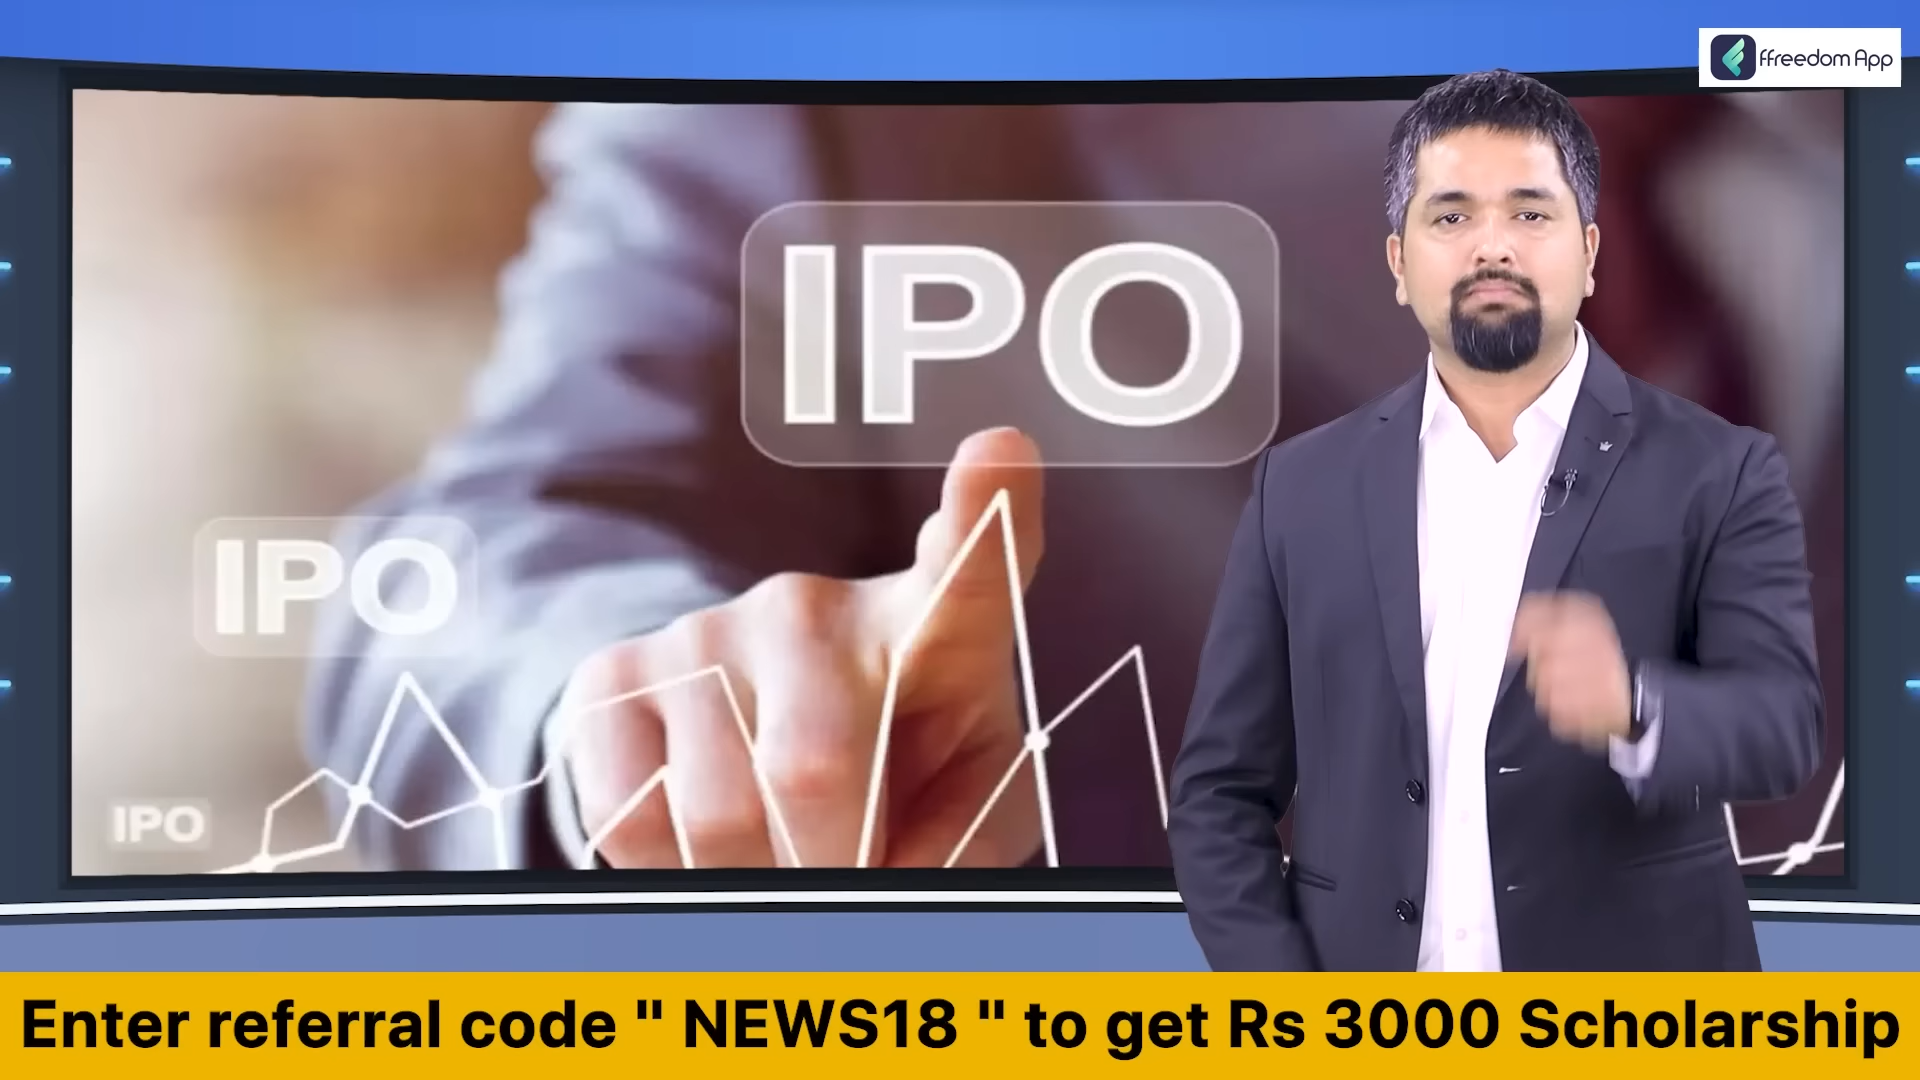 ffreedom App
IPO
IPO
IPO
Enter referral code " NEWS18 " to get Rs 3000 Scholarship